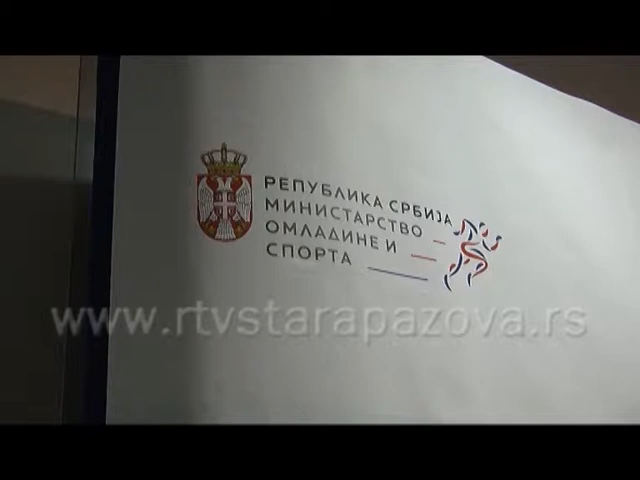 РЕПУБЛИКА СРБИЈА
МИНИСТАРСТВО
ОМЛАДИНЕ И
СПОРТА
www.rtvstarapazova.rs